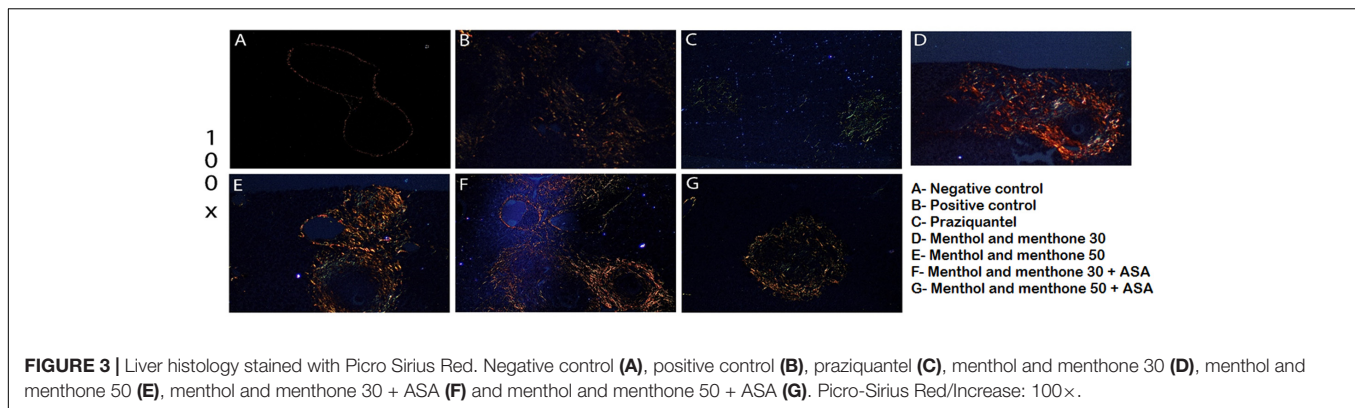 A
B
C
D
1
0
0
x
E
F
G
A- Negative control
B- Positive control
C- Praziquantel
D- Menthol and menthone 30
E- Menthol and menthone 50
F- Menthol and menthone 30 + ASA
G- Menthol and menthone 50 + ASA
FIGURE 3 | Liver histology stained with Picro Sirius Red. Negative control (A), positive control (B), praziquantel (C), menthol and menthone 30 (D), menthol and
menthone 50 (E), menthol and menthone 30 + ASA (F) and menthol and menthone 50 + ASA (G). Picro-Sirius Red/Increase: 100×.